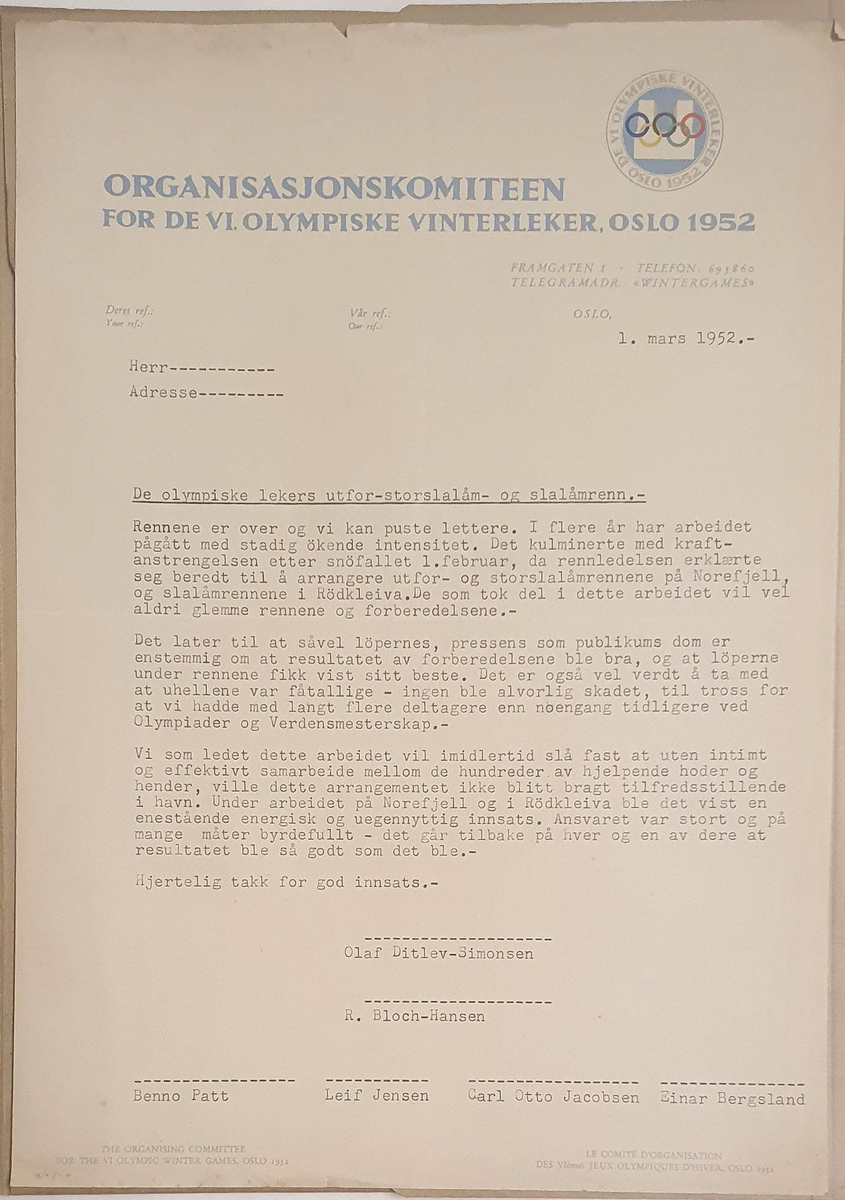 DE VI OLYMPISKE VINTERLEKER
OSLO 1952
ORGANISASJONSKOMITEEN
FOR DE VI. OLYMPISKE VINTERLEKER, OSLO 1952
FRAMGATEN 1 · TELEFON: 695860
TELEGRAMADR. «WINTERGAMES»
Deres ref.:
Your ref.:
Vår ref.:
Our ref.:
OSLO,
1. mars 1952.-
Herr-----------
Adresse---------
De olympiske lekers utfor-storslalåm- og slalåmrenn.-
Rennene er over og vi kan puste lettere. I flere år har arbeidet
pågått med stadig ökende intensitet. Det kulminerte med kraft-
anstrengelsen etter snöfallet 1.februar, da rennledelsen erklærte
seg beredt til å arrangere utfor- og storslalåmrennene på Norefjell,
og slalåmrennene i Rödkleiva.De som tok del i dette arbeidet vil vel
aldri glemme rennene og forberedelsene.-
Det later til at såvel löpernes, pressens som publikums dom er
enstemmig om at resultatet av forberedelsene ble bra, og at löperne
under rennene fikk vist sitt beste. Det er også vel verdt å ta med
at uhellene var fåtallige - ingen ble alvorlig skadet, til tross for
at vi hadde med langt flere deltagere enn noengang tidligere ved
Olympiader og Verdensmesterskap.-
Vi som ledet dette arbeidet vil imidlertid slå fast at uten intimt
og effektivt samarbeide mellom de hundreder av hjelpende hoder og
hender, ville dette arrangementet ikke blitt bragt tilfredsstillende
i havn. Under arbeidet på Norefjell og i Rödkleiva ble det vist en
enestående energisk og uegennyttig innsats. Ansvaret var stort og på
mange måter byrdefullt - det går tilbake på hver og en av dere at
resultatet ble så godt som det ble.-
Hjertelig takk for god innsats.-
--------------------
Olaf Ditlev-Simonsen
--------------------
R. Bloch-Hansen
----------------- ----------- ------------------ ---------------
Benno Patt Leif Jensen Carl Otto Jacobsen Einar Bergsland
THE ORGANISING COMMITTEE
FOR THE VI OLYMPIC WINTER GAMES, OSLO 1952
LE COMITÉ D'ORGANISATION
DES VIèmes JEUX OLYMPIQUES D'HIVER, OSLO 1952